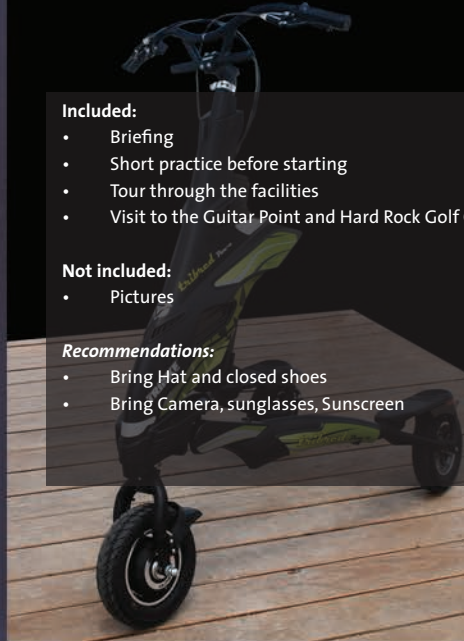 Included:
• Briefing
• Short practice before starting
• Tour through the facilities
• Visit to the Guitar Point and Hard Rock Golf
Not included:
• Pictures
Recommendations:
• Bring Hat and closed shoes
• Bring Camera, sunglasses, Sunscreen
tribred